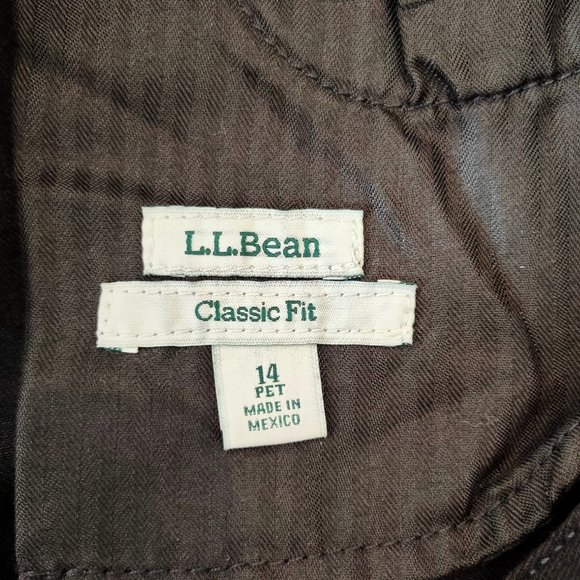 L.L.Bean
Classic Fit
14
PET
MADE IN
MEXICO